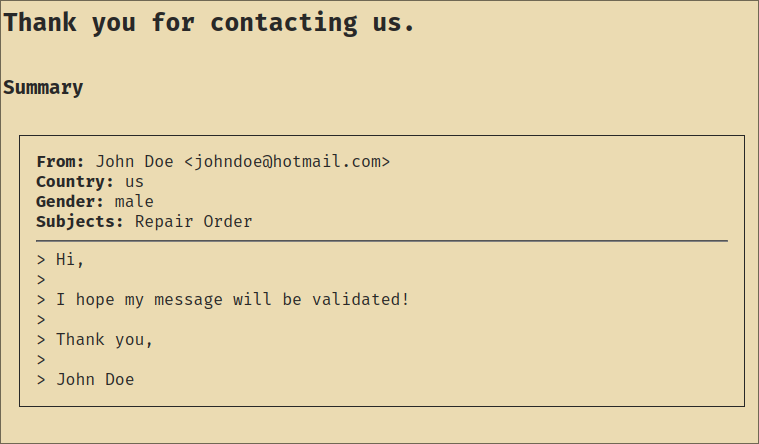 Thank you for contacting us.
Summary
From: John Doe <johndoe@hotmail.com>
Country: us
Gender: male
Subjects: Repair Order
> Hi,
>
> I hope my message will be validated!
>
> Thank you,
>
> John Doe